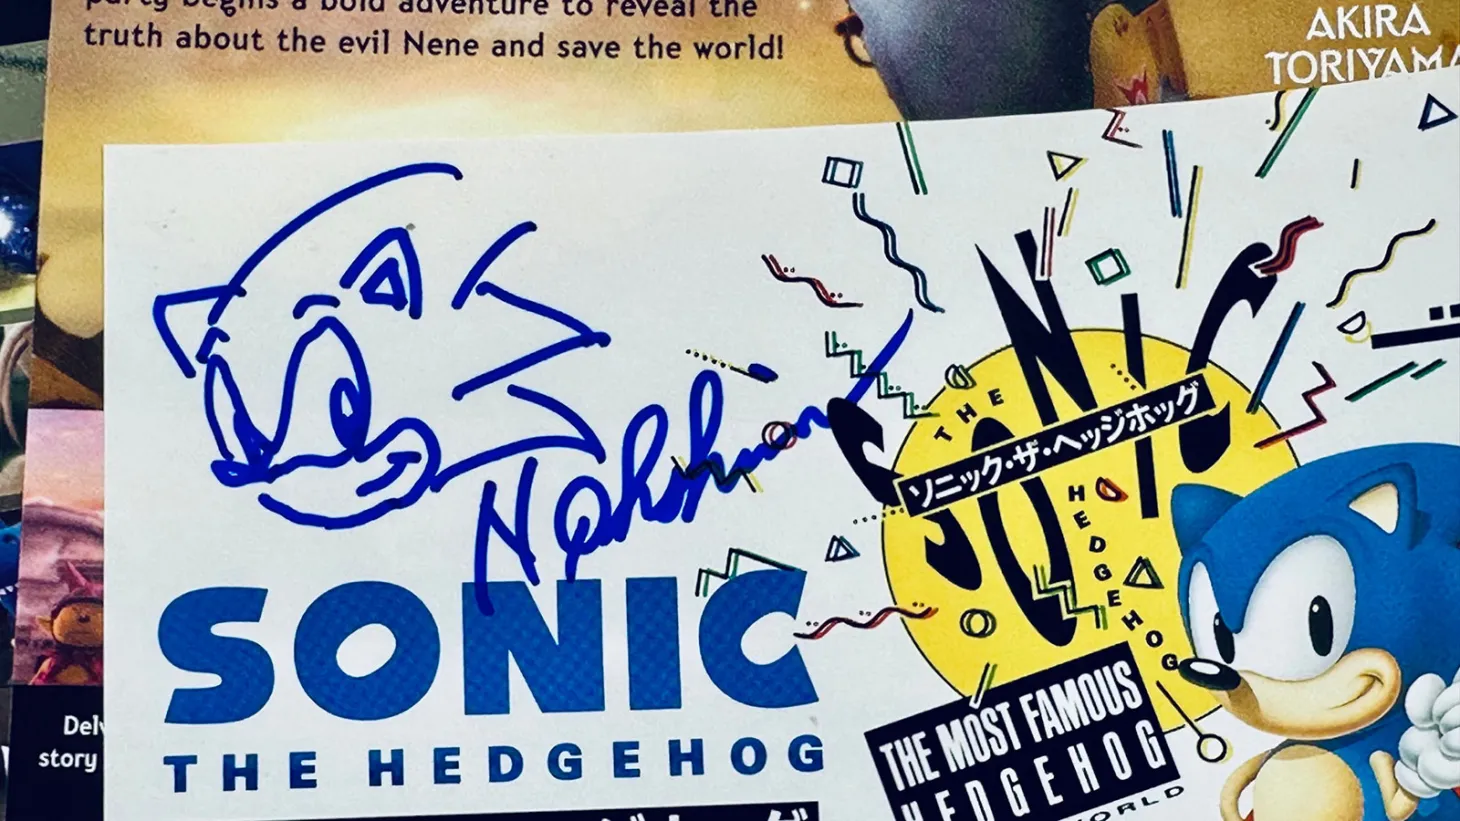 party begins a bold adventure to reveal the
truth about the evil Nene and save the world!
AKIRA
TORIYAMA
THE
SONIC
ソニック・ザ・ヘッジホッグ
HEDGEHOG
SONIC
THE HEDGEHOG
THE MOST FAMOUS
HEDGEHOG
WORLD
story